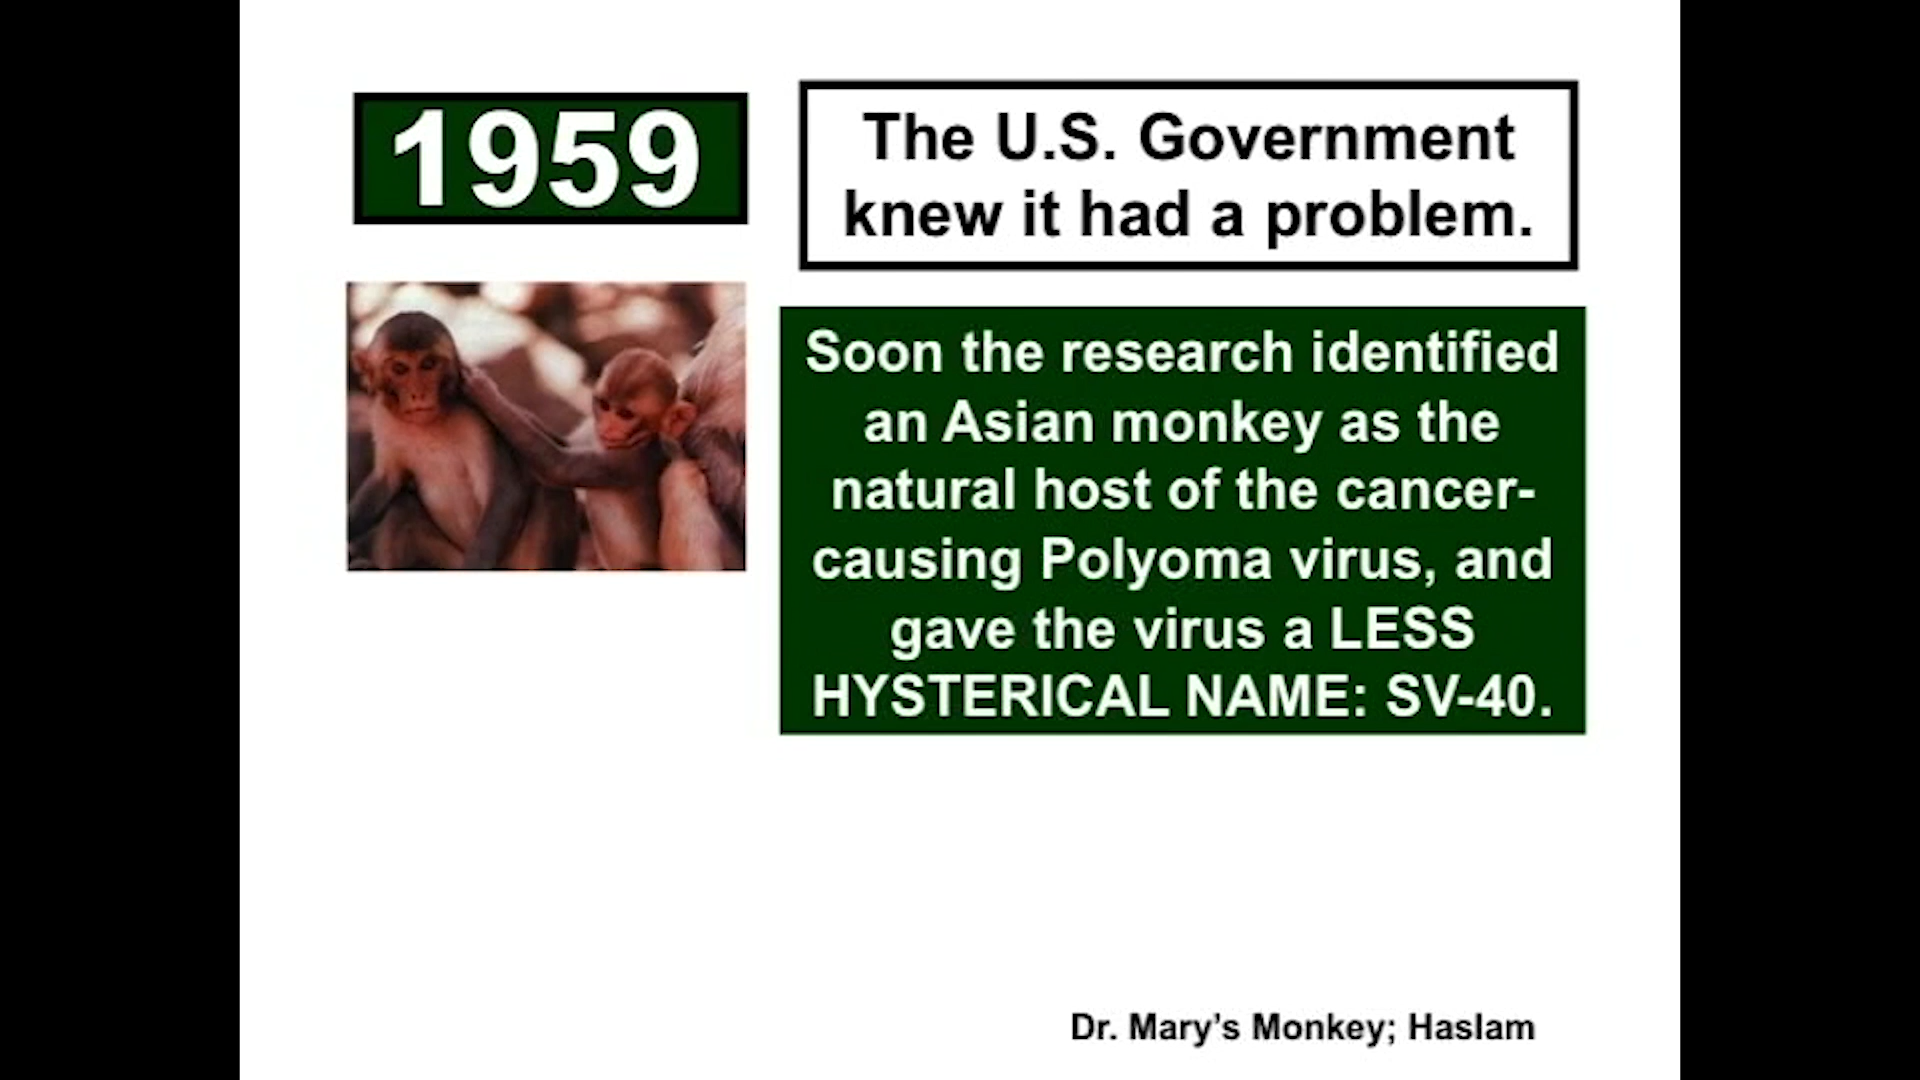 1959
The U.S. Government
knew it had a problem.
Soon the research identified
an Asian monkey as the
natural host of the cancer-
causing Polyoma virus, and
gave the virus a LESS
HYSTERICAL NAME: SV-40.
Dr. Mary’s Monkey; Haslam